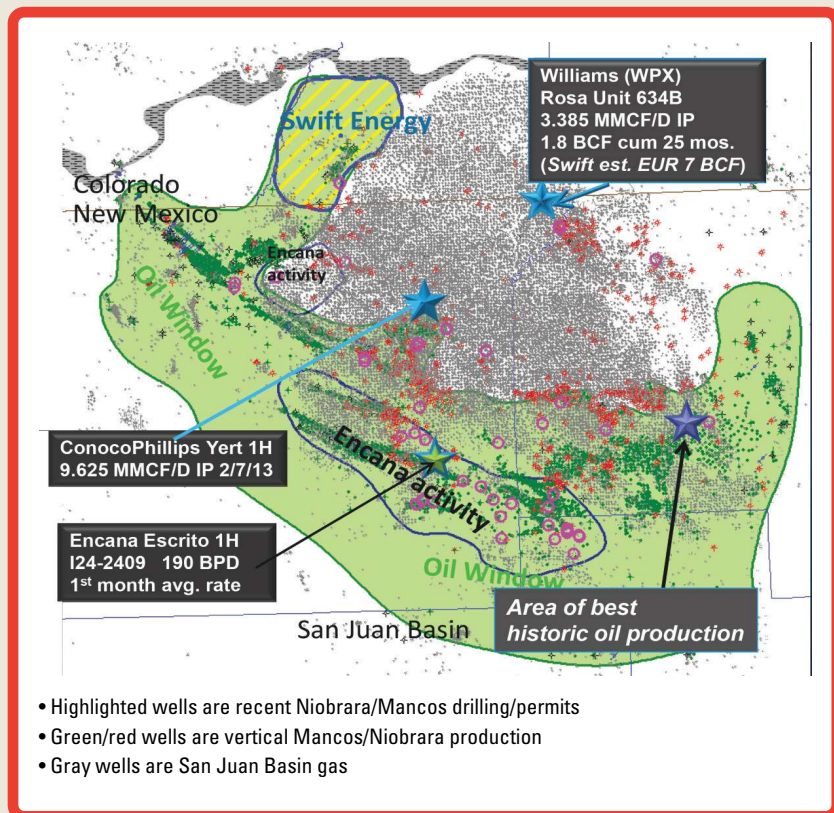 Williams (WPX)
Rosa Unit 634B
3.385 MMCF/D IP
1.8 BCF cum 25 mos.
(Swift est. EUR 7 BCF)
Swift Energy
Colorado
New Mexico
Encana
activity
Oil Window
ConocoPhillips Yert 1H
9.625 MMCF/D IP 2/7/13
Encana activity
Encana Escrito 1H
I24-2409 190 BPD
1st month avg. rate
Oil Window
Area of best
historic oil production
San Juan Basin
• Highlighted wells are recent Niobrara/Mancos drilling/permits
• Green/red wells are vertical Mancos/Niobrara production
• Gray wells are San Juan Basin gas